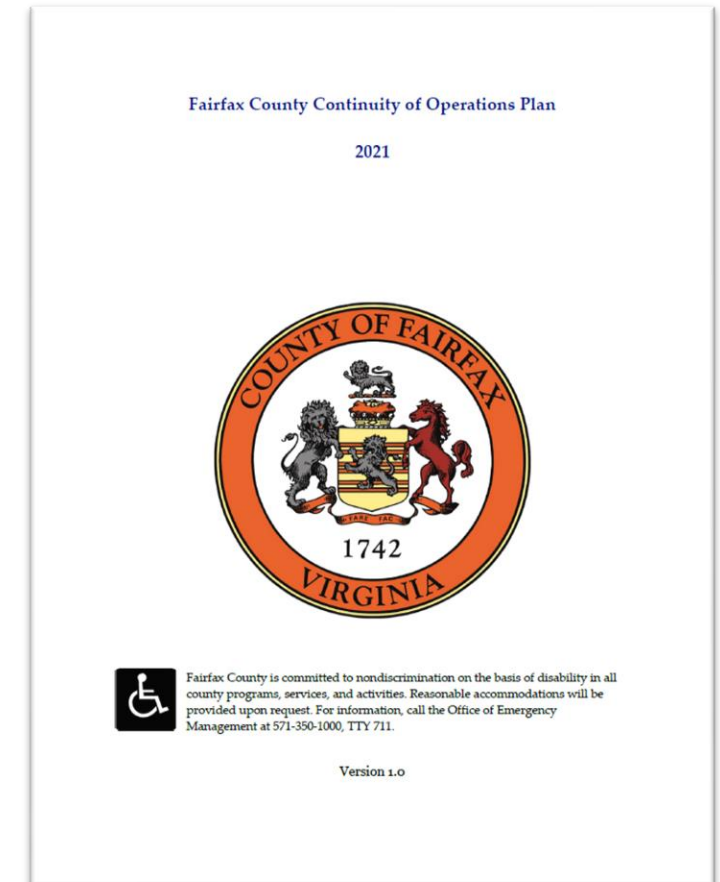 Fairfax County Continuity of Operations Plan
2021
COUNTY OF FAIRFAX
FARE FAC
1742
VIRGINIA
Fairfax County is committed to nondiscrimination on the basis of disability in all
county programs, services, and activities. Reasonable accommodations will be
provided upon request. For information, call the Office of Emergency
Management at 571-350-1000, TTY 711.
Version 1.0